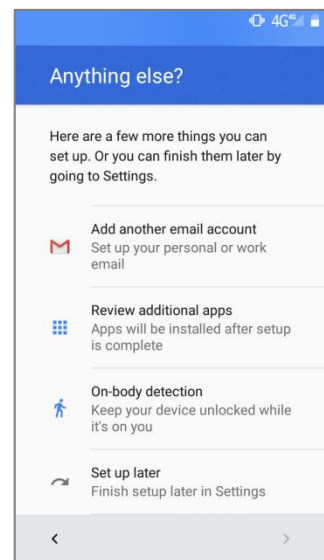 4G 4G
Anything else?
Here are a few more things you can
set up. Or you can finish them later by
going to Settings.
Add another email account
Set up your personal or work
email
Review additional apps
Apps will be installed after setup
is complete
On-body detection
Keep your device unlocked while
it's on you
Set up later
Finish setup later in Settings